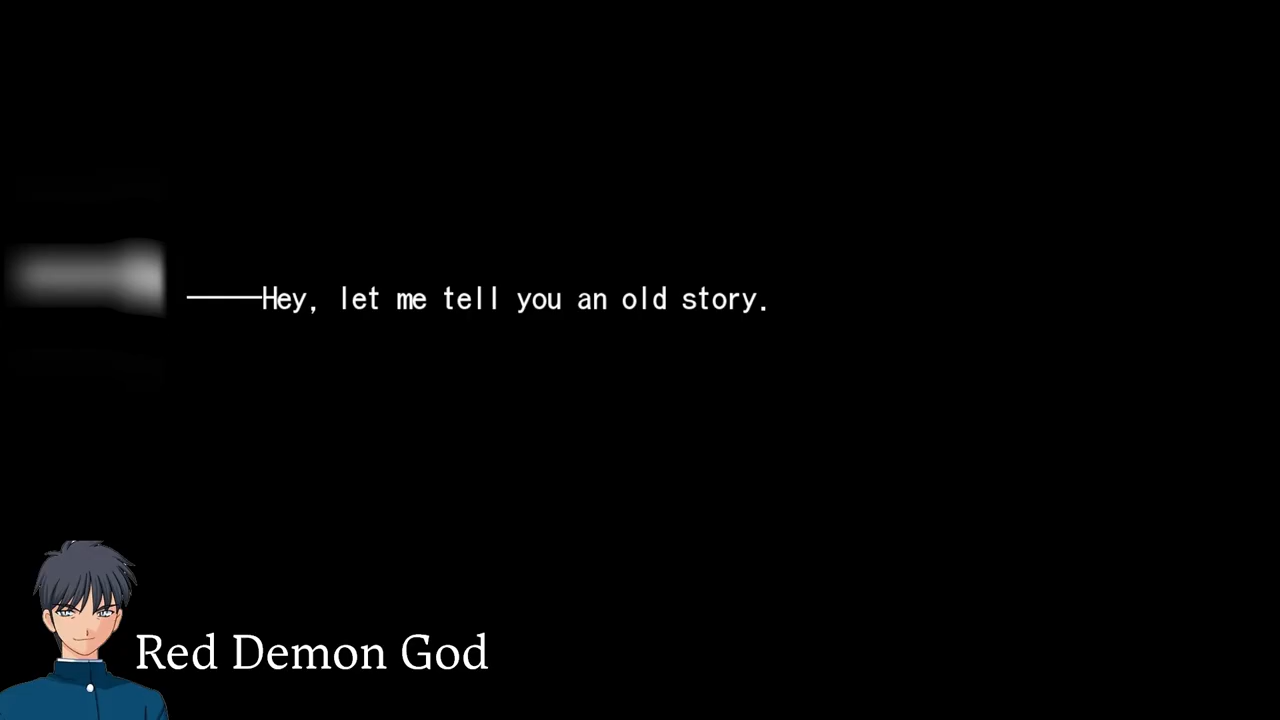 ―――Hey, let me tell you an old story.
Red Demon God